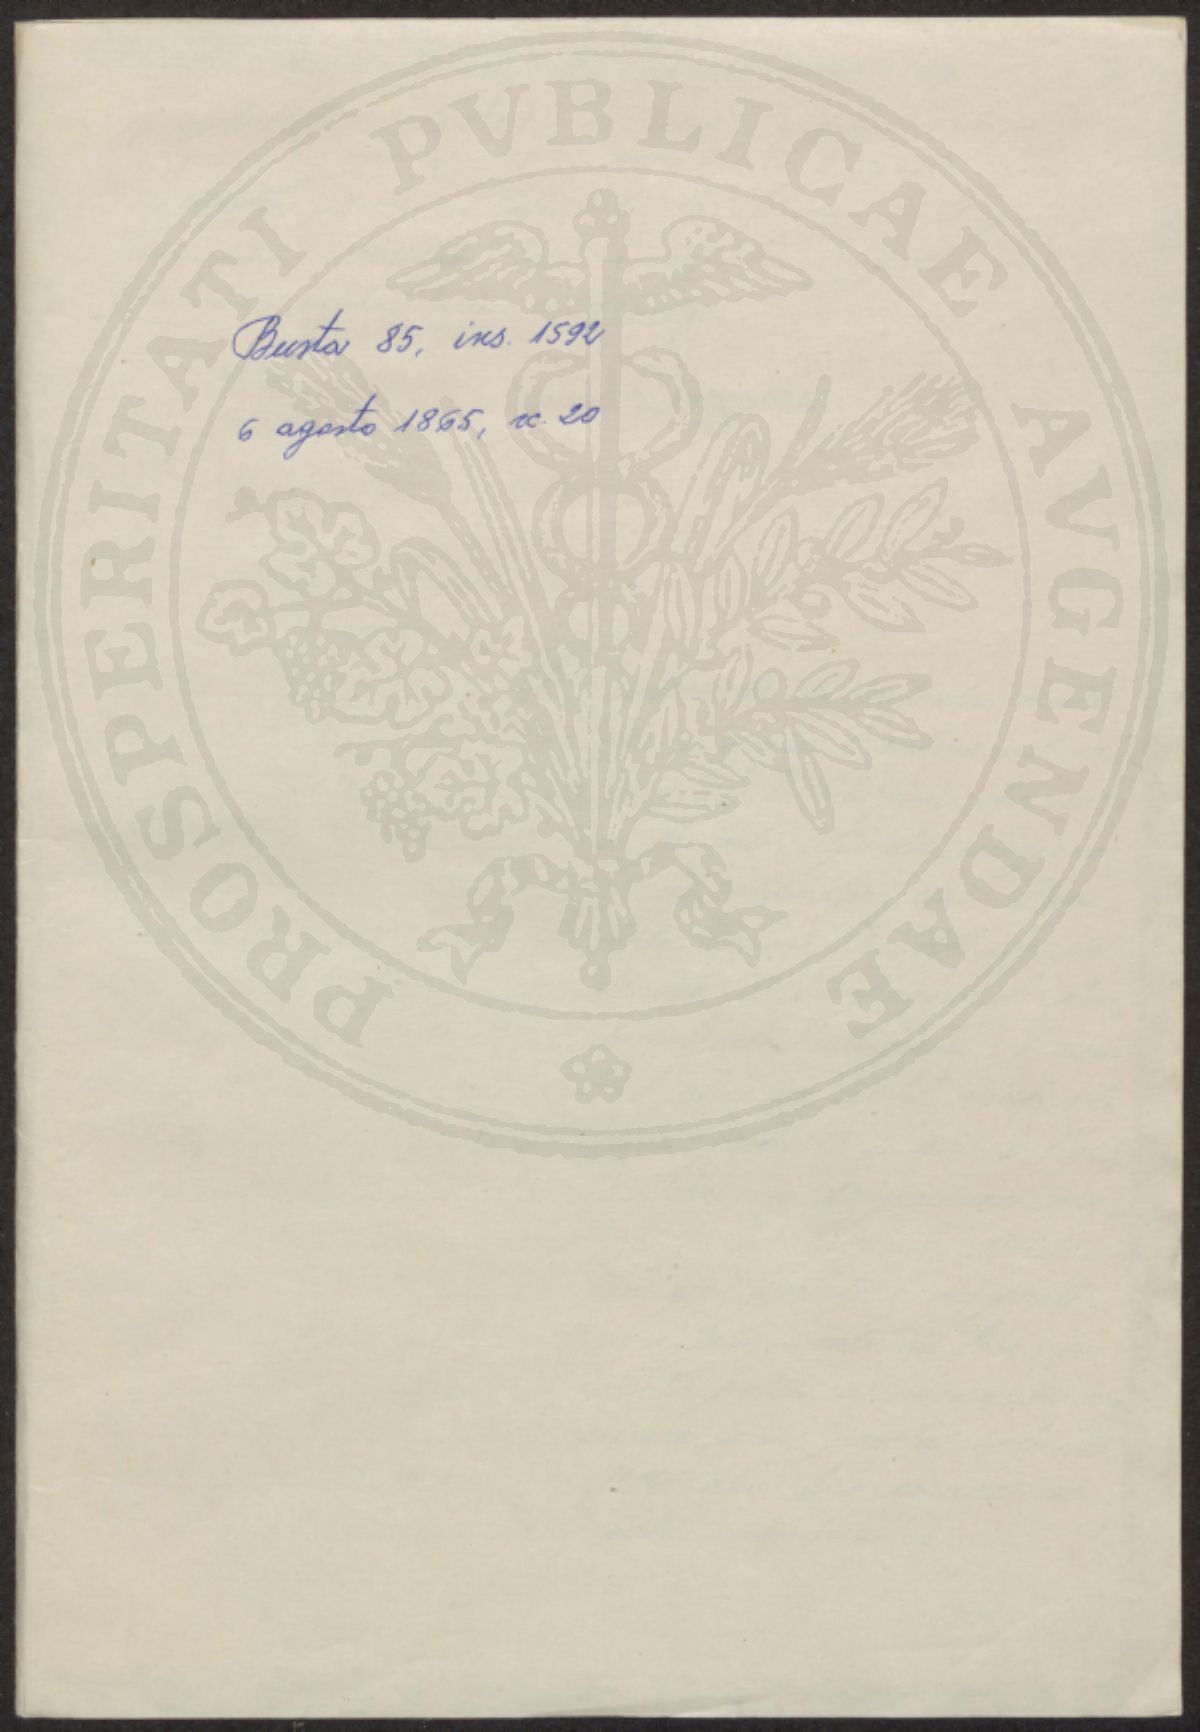 PROSPERITATI PVBLICAE AVGENDAE
Busta 85, ins. 1592
6 agosto 1865, n. 20